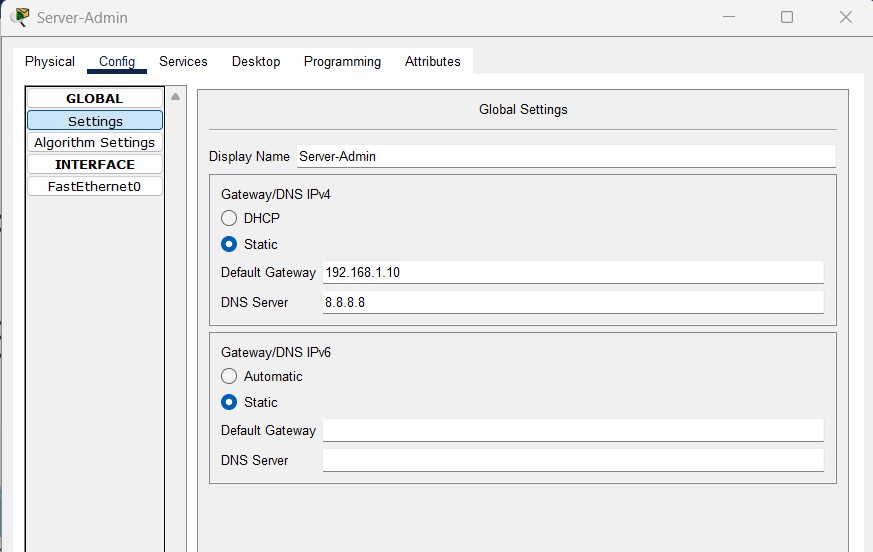 Server-Admin
Physical Config Services Desktop Programming Attributes
GLOBAL
Settings
Algorithm Settings
INTERFACE
FastEthernet0
Global Settings
Display Name Server-Admin
Gateway/DNS IPv4
DHCP
Static
Default Gateway 192.168.1.10
DNS Server 8.8.8.8
Gateway/DNS IPv6
Automatic
Static
Default Gateway
DNS Server